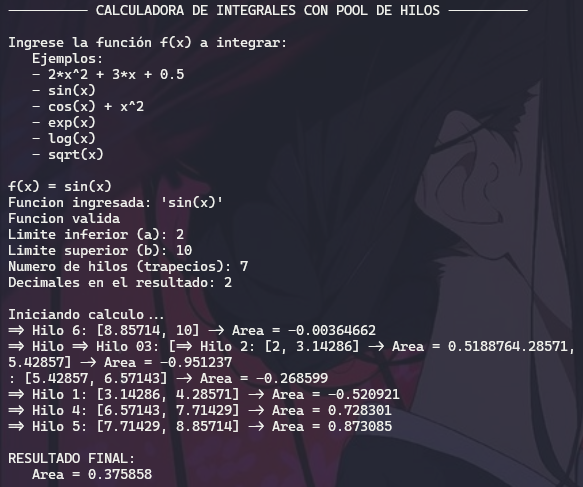 ────────── CALCULADORA DE INTEGRALES CON POOL DE HILOS ──────────
Ingrese la función f(x) a integrar:
Ejemplos:
- 2*x^2 + 3*x + 0.5
- sin(x)
- cos(x) + x^2
- exp(x)
- log(x)
- sqrt(x)
f(x) = sin(x)
Funcion ingresada: 'sin(x)'
Funcion valida
Limite inferior (a): 2
Limite superior (b): 10
Numero de hilos (trapecios): 7
Decimales en el resultado: 2
Iniciando calculo...
=> Hilo 6: [8.85714, 10] -> Area = -0.00364662
=> Hilo => Hilo 03: [=> Hilo 2: [2, 3.14286] -> Area = 0.5188764.28571,
5.42857] -> Area = -0.951237
: [5.42857, 6.57143] -> Area = -0.268599
=> Hilo 1: [3.14286, 4.28571] -> Area = -0.520921
=> Hilo 4: [6.57143, 7.71429] -> Area = 0.728301
=> Hilo 5: [7.71429, 8.85714] -> Area = 0.873085
RESULTADO FINAL:
Area = 0.375858